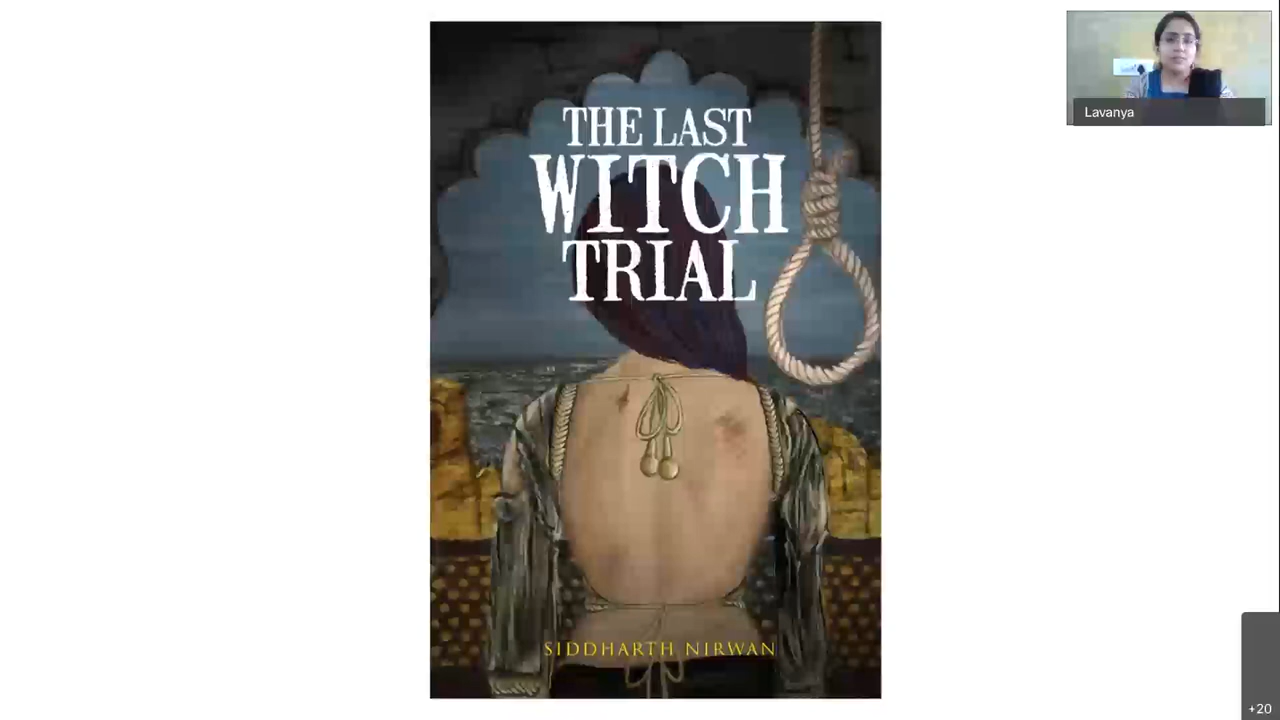 THE LAST
WITCH
TRIAL
SIDDHARTH NIRWAN
Lavanya
+20